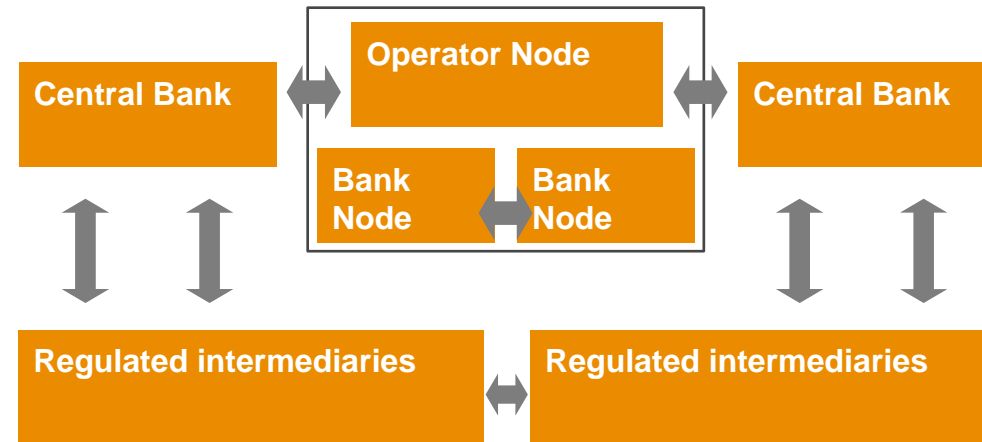 Operator Node
Central Bank
Central Bank
Bank
Node
Bank
Node
Regulated intermediaries
Regulated intermediaries